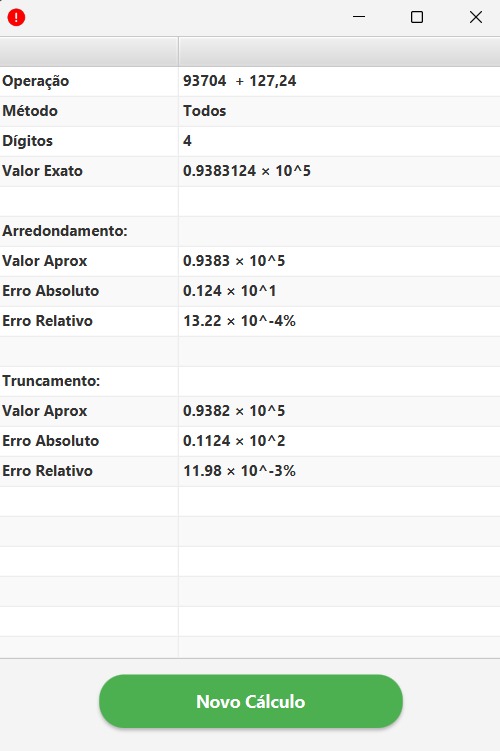 Operação 93704  + 127,24
Método Todos
Dígitos 4
Valor Exato 0.9383124 × 10^5
Arredondamento:
Valor Aprox 0.9383 × 10^5
Erro Absoluto 0.124 × 10^1
Erro Relativo 13.22 × 10^-4%
Truncamento:
Valor Aprox 0.9382 × 10^5
Erro Absoluto 0.1124 × 10^2
Erro Relativo 11.98 × 10^-3%
Novo Cálculo